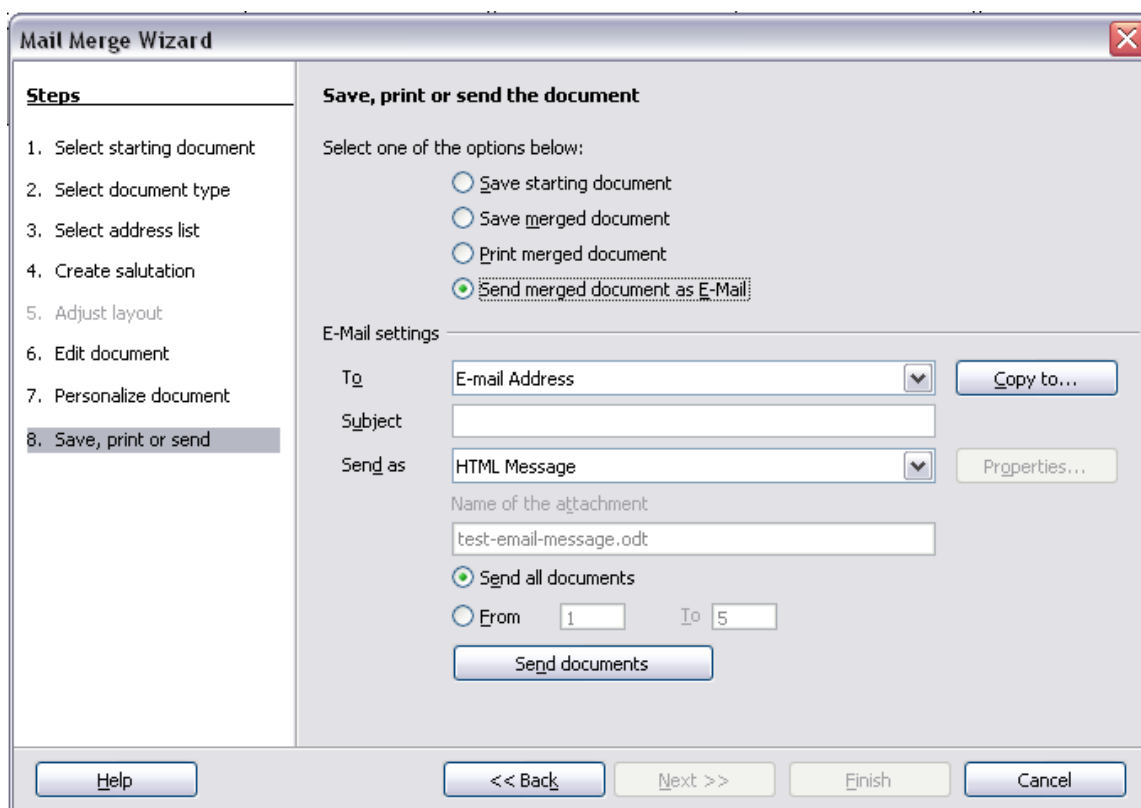 Mail Merge Wizard
Steps
1. Select starting document
2. Select document type
3. Select address list
4. Create salutation
5. Adjust layout
6. Edit document
7. Personalize document
8. Save, print or send
Save, print or send the document
Select one of the options below:
Save starting document
Save merged document
Print merged document
Send merged document as E-Mail
E-Mail settings
To E-mail Address Copy to...
Subject
Send as HTML Message Properties...
Name of the attachment
test-email-message.odt
Send all documents
From 1 To 5
Send documents
Help << Back Next >> Finish Cancel